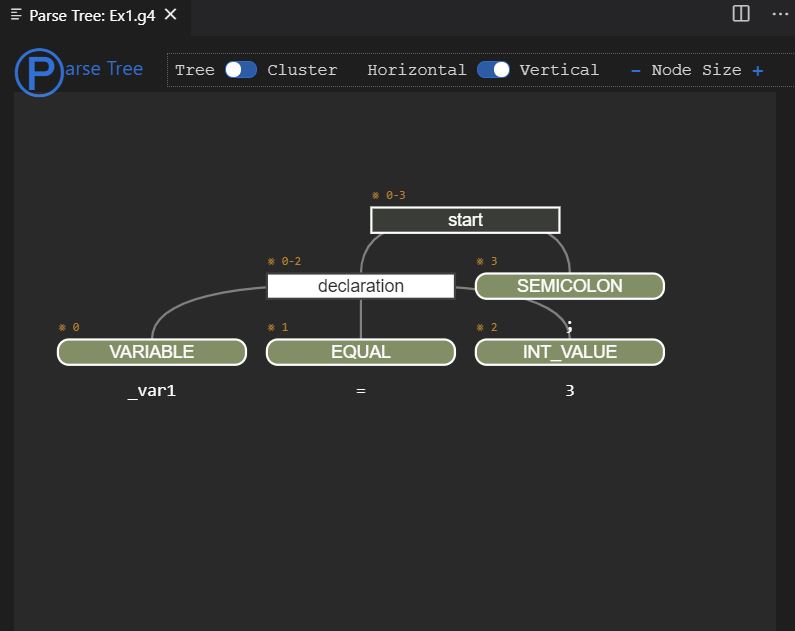 Parse Tree: Ex1.g4
Parse Tree
Tree Cluster Horizontal Vertical − Node Size +
※ 0-3
start
※ 0-2 ※ 3
declaration SEMICOLON
;
※ 0 ※ 1 ※ 2
VARIABLE EQUAL INT_VALUE
_var1 = 3